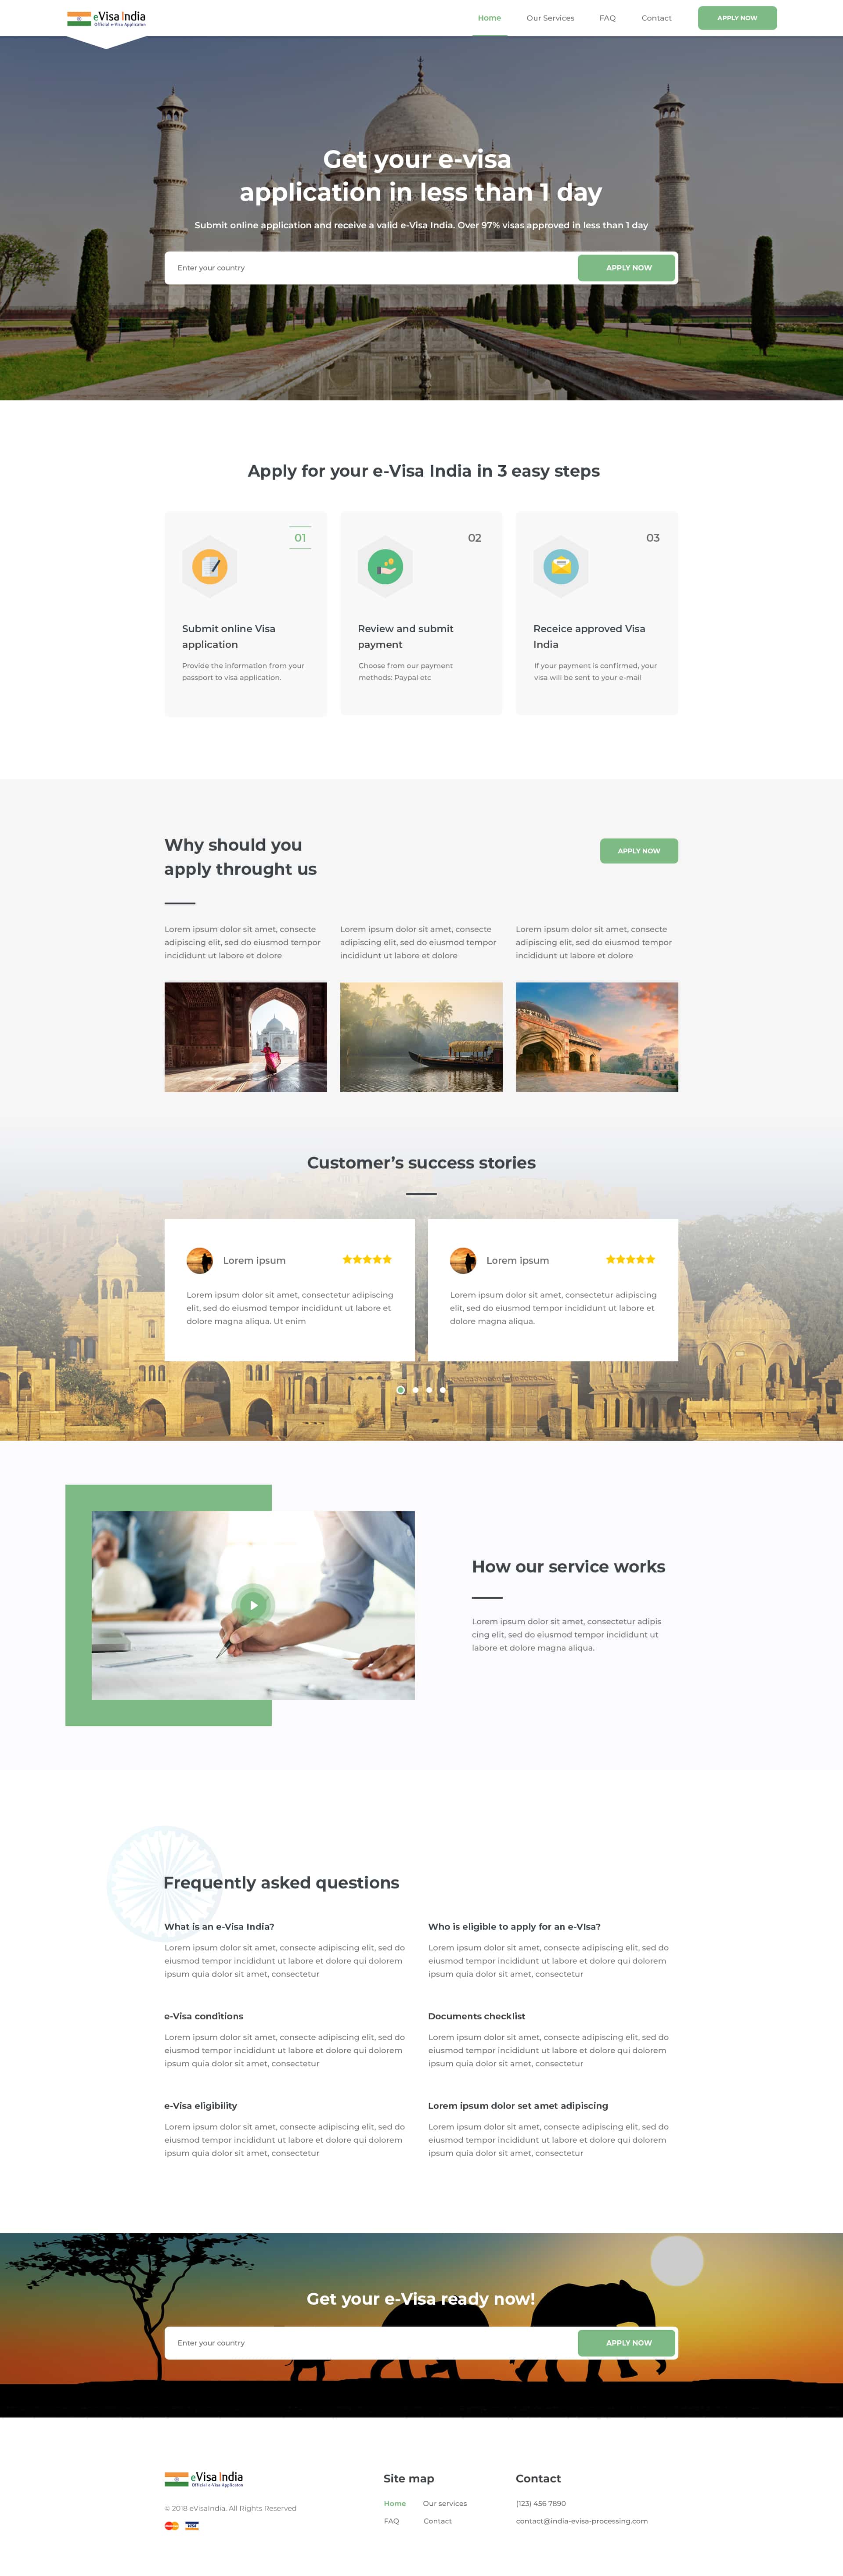 eVisa India
Official e-Visa Applicaton
Home
Our Services
FAQ
Contact
APPLY NOW
Get your e-visa
application in less than 1 day
Submit online application and receive a valid e-Visa India. Over 97% visas approved in less than 1 day
Enter your country
APPLY NOW
Apply for your e-Visa India in 3 easy steps
01
Submit online Visa
application
Provide the information from your
passport to visa application.
02
Review and submit
payment
Choose from our payment
methods: Paypal etc
03
Receice approved Visa
India
If your payment is confirmed, your
visa will be sent to your e-mail
Why should you
apply throught us
APPLY NOW
Lorem ipsum dolor sit amet, consecte
adipiscing elit, sed do eiusmod tempor
incididunt ut labore et dolore
Lorem ipsum dolor sit amet, consecte
adipiscing elit, sed do eiusmod tempor
incididunt ut labore et dolore
Lorem ipsum dolor sit amet, consecte
adipiscing elit, sed do eiusmod tempor
incididunt ut labore et dolore
Customer’s success stories
Lorem ipsum
Lorem ipsum dolor sit amet, consectetur adipiscing
elit, sed do eiusmod tempor incididunt ut labore et
dolore magna aliqua. Ut enim
Lorem ipsum
Lorem ipsum dolor sit amet, consectetur adipiscing
elit, sed do eiusmod tempor incididunt ut labore et
dolore magna aliqua.
How our service works
Lorem ipsum dolor sit amet, consectetur adipis
cing elit, sed do eiusmod tempor incididunt ut
labore et dolore magna aliqua.
Frequently asked questions
What is an e-Visa India?
Lorem ipsum dolor sit amet, consecte adipiscing elit, sed do
eiusmod tempor incididunt ut labore et dolore qui dolorem
ipsum quia dolor sit amet, consectetur
Who is eligible to apply for an e-VIsa?
Lorem ipsum dolor sit amet, consecte adipiscing elit, sed do
eiusmod tempor incididunt ut labore et dolore qui dolorem
ipsum quia dolor sit amet, consectetur
e-Visa conditions
Lorem ipsum dolor sit amet, consecte adipiscing elit, sed do
eiusmod tempor incididunt ut labore et dolore qui dolorem
ipsum quia dolor sit amet, consectetur
Documents checklist
Lorem ipsum dolor sit amet, consecte adipiscing elit, sed do
eiusmod tempor incididunt ut labore et dolore qui dolorem
ipsum quia dolor sit amet, consectetur
e-Visa eligibility
Lorem ipsum dolor sit amet, consecte adipiscing elit, sed do
eiusmod tempor incididunt ut labore et dolore qui dolorem
ipsum quia dolor sit amet, consectetur
Lorem ipsum dolor set amet adipiscing
Lorem ipsum dolor sit amet, consecte adipiscing elit, sed do
eiusmod tempor incididunt ut labore et dolore qui dolorem
ipsum quia dolor sit amet, consectetur
Get your e-Visa ready now!
Enter your country
APPLY NOW
eVisa India
Official e-Visa Applicaton
© 2018 eVisaIndia. All Rights Reserved
VISA
Site map
Home
Our services
FAQ
Contact
Contact
(123) 456 7890
contact@india-evisa-processing.com